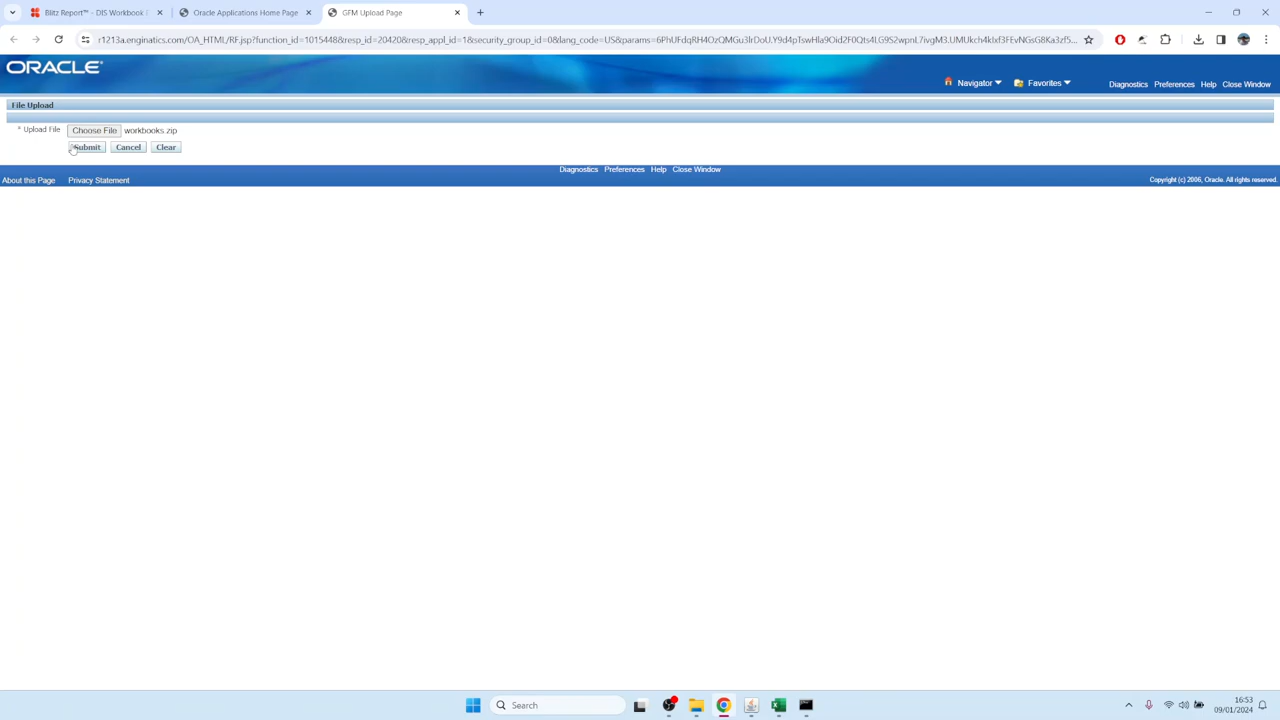 Blitz Report™ - DIS Workbook
Oracle Applications Home Page
GFM Upload Page
ORACLE
Navigator
Favorites
Diagnostics
Preferences
Help
Close Window
File Upload
* Upload File
Choose File
workbooks.zip
Submit
Cancel
Clear
Diagnostics
Preferences
Help
Close Window
About this Page
Privacy Statement
Copyright (c) 2006, Oracle. All rights reserved.
Search
16:53
09/01/2024